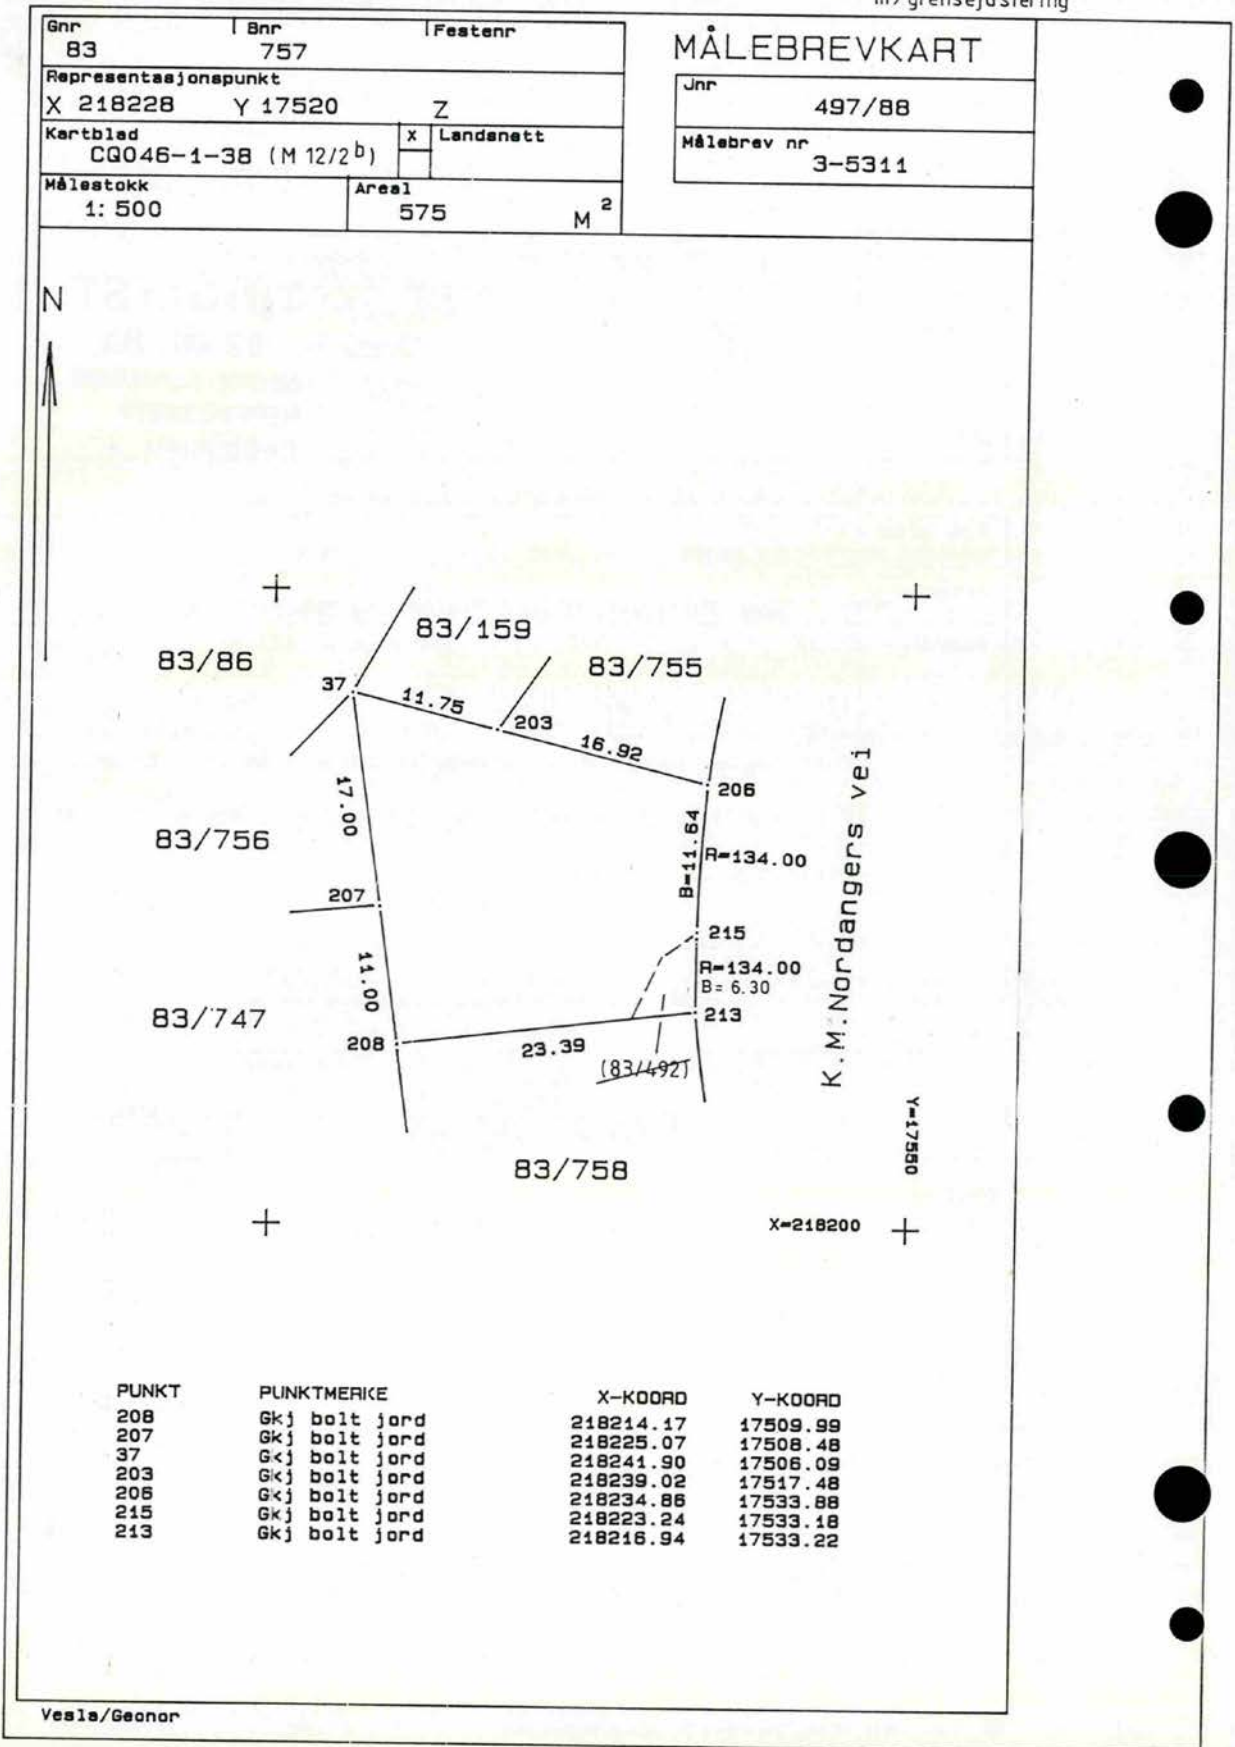 m/grensejustering
Gnr Bnr Festenr
83 757
MÅLEBREVKART
Representasjonspunkt
X 218228 Y 17520 Z
Jnr
497/88
Kartblad x Landsnett
CQ046-1-38 (M 12/2b)
Målebrev nr
3-5311
Målestokk Areal
1: 500 575 M 2
N
83/159
83/86
83/755
37
11.75
203
16.92
206
17.00
83/756
B=11.64
R=134.00
K.M.Nordangers vei
207
215
11.00
R=134.00
B= 6.30
83/747
213
208
23.39
(83/492)
Y=17550
83/758
X=218200
PUNKT PUNKTMERKE X-KOORD Y-KOORD
208 Gkj bolt jord 218214.17 17509.99
207 Gkj bolt jord 218225.07 17508.48
37 Gkj bolt jord 218241.90 17506.09
203 Gkj bolt jord 218239.02 17517.48
206 Gkj bolt jord 218234.86 17533.88
215 Gkj bolt jord 218223.24 17533.18
213 Gkj bolt jord 218216.94 17533.22
Vesla/Geonor